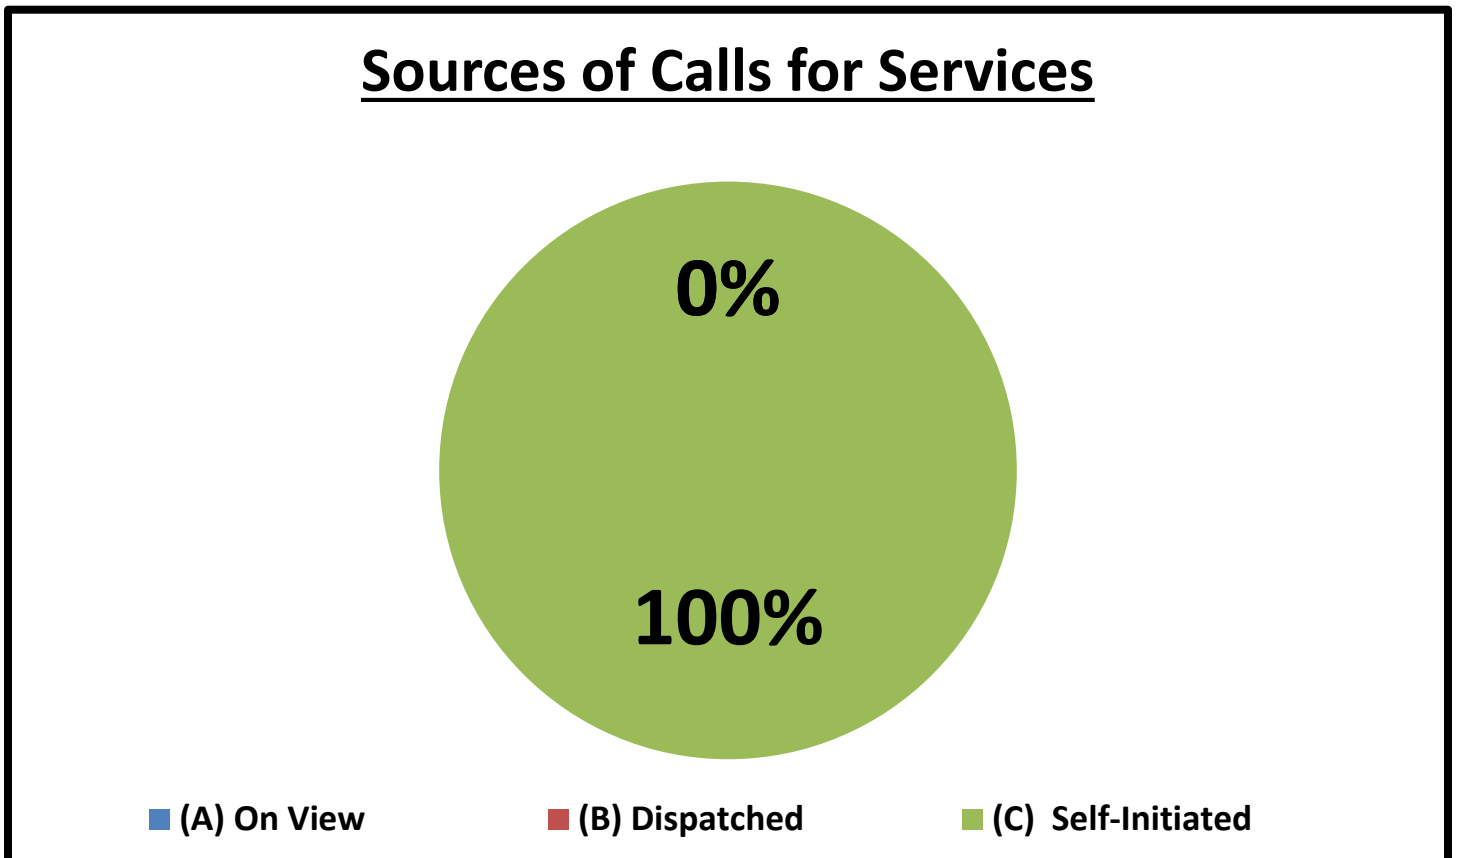 Sources of Calls for Services
0%
100%
(A) On View (B) Dispatched (C)  Self-Initiated